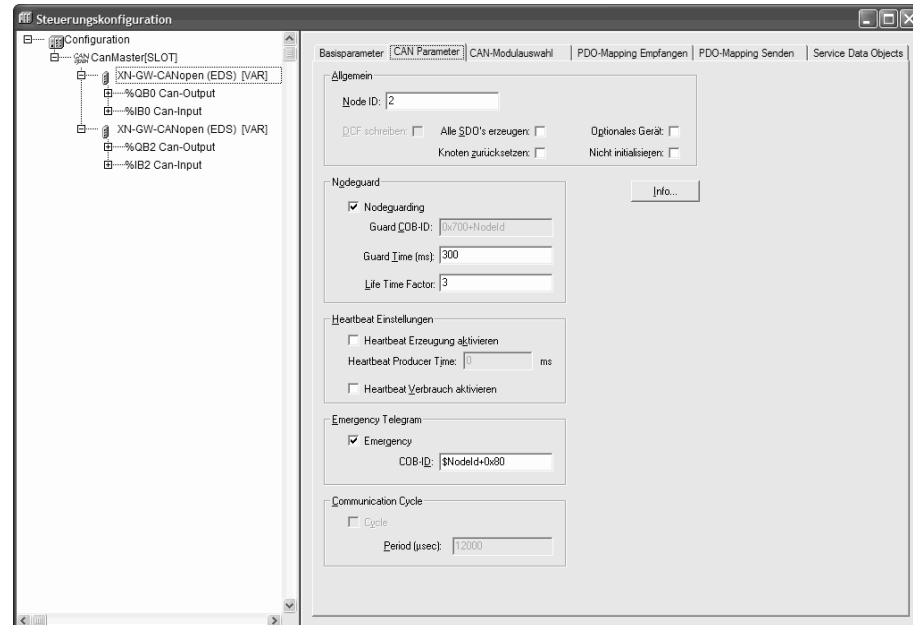 Steuerungskonfiguration
Configuration
CanMaster[SLOT]
XN-GW-CANopen (EDS) [VAR]
%QB0 Can-Output
%IB0 Can-Input
XN-GW-CANopen (EDS) [VAR]
%QB2 Can-Output
%IB2 Can-Input
Basisparameter CAN Parameter CAN-Modulauswahl PDO-Mapping Empfangen PDO-Mapping Senden Service Data Objects
Allgemein
Node ID: 2
DCF schreiben: Alle SDO's erzeugen: Optionales Gerät:
Knoten zurücksetzen: Nicht initialisieren:
Info...
Nodeguard
Nodeguarding
Guard COB-ID: 0x700+NodeId
Guard Time (ms): 300
Life Time Factor: 3
Heartbeat Einstellungen
Heartbeat Erzeugung aktivieren
Heartbeat Producer Time: 0 ms
Heartbeat Verbrauch aktivieren
Emergency Telegram
Emergency
COB-ID: $NodeId+0x80
Communication Cycle
Cycle
Period (µsec): 12000